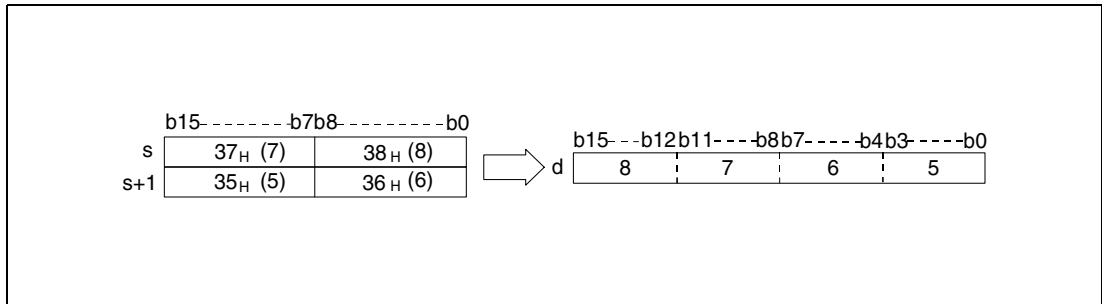 b15--------b7b8-----------b0
s 37H (7) 38H (8)
s+1 35H (5) 36H (6)
b15----b12b11----b8b7-----b4b3-----b0
d 8 7 6 5